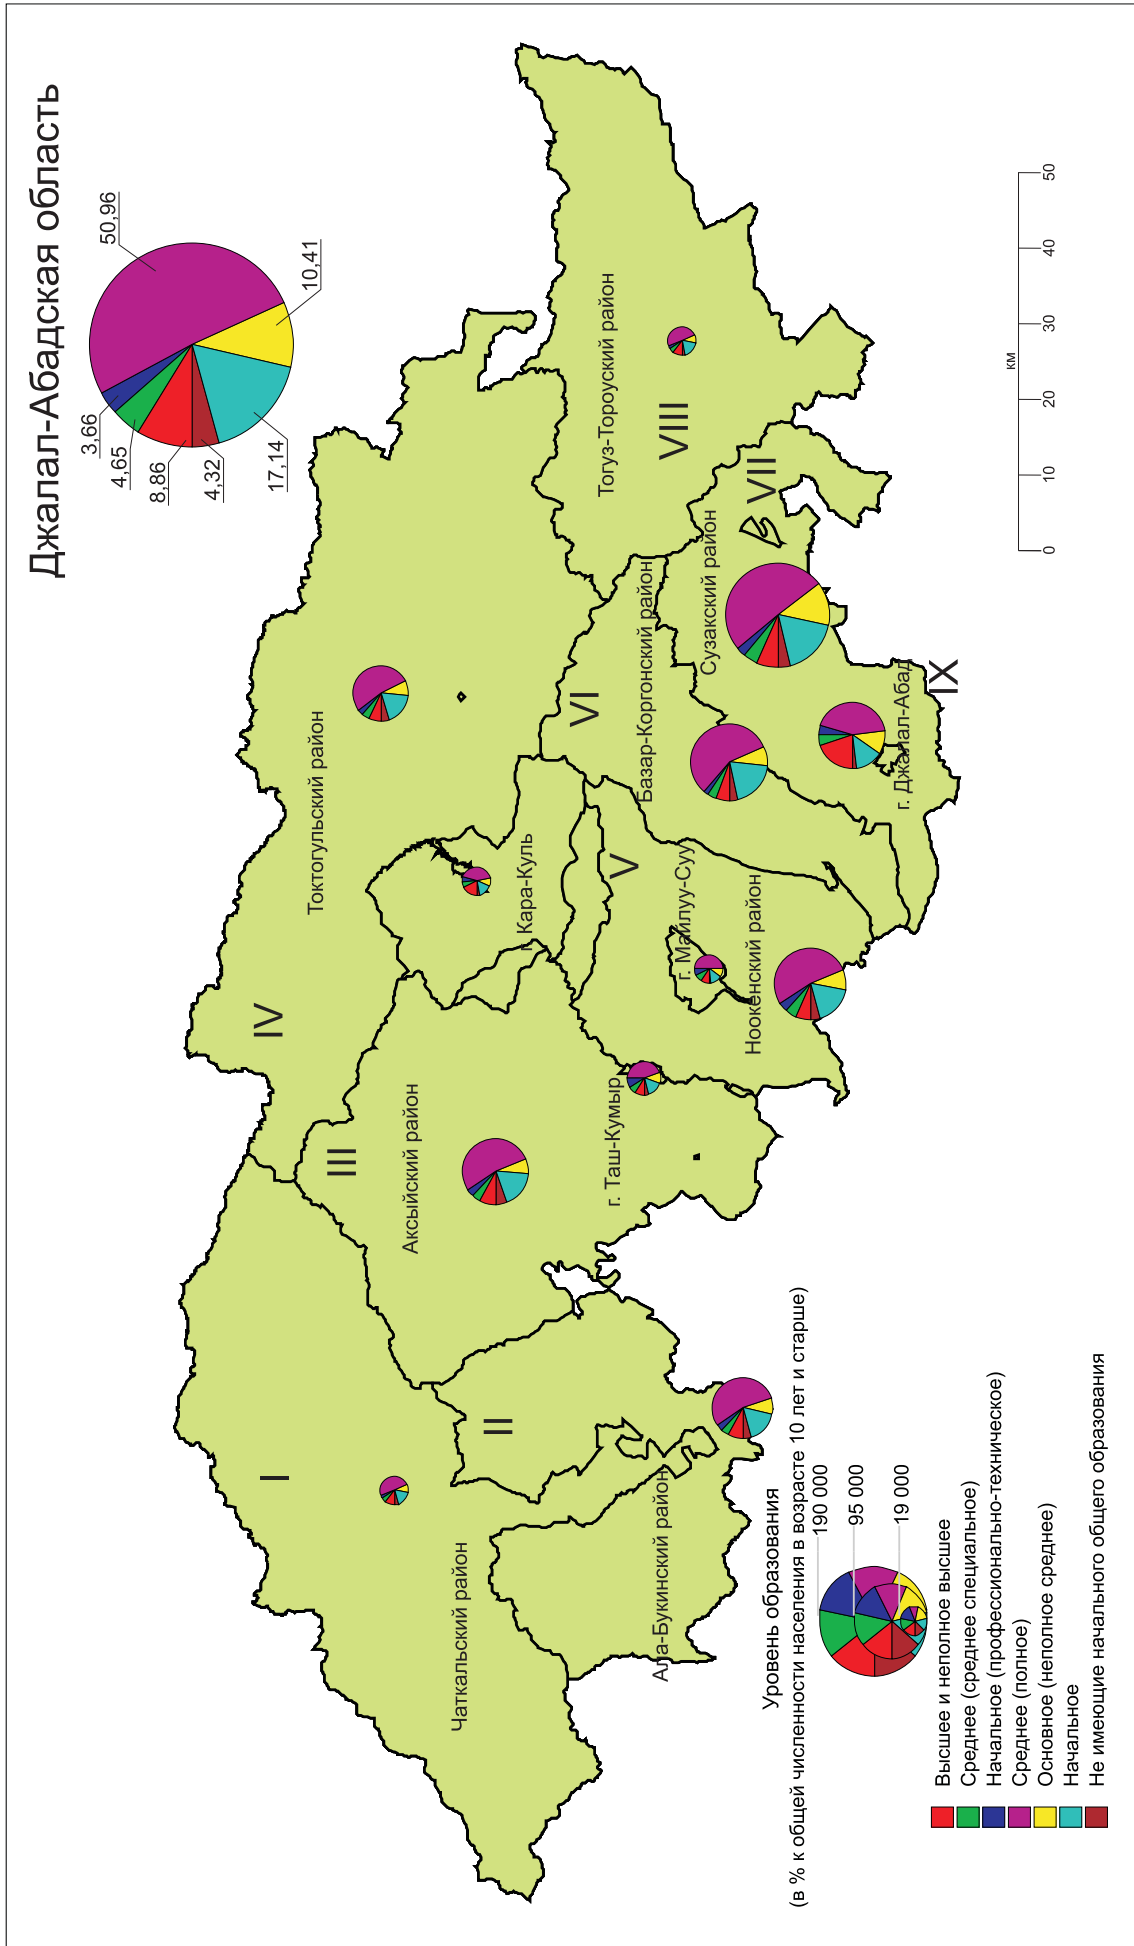 Джалал-Абадская область
50,96
10,41
3,66
4,65
8,86
4,32
17,14
I
Чаткальский район
II
Ала-Букинский район
III
Аксыйский район
г. Таш-Кумыр
IV
Токтогульский район
г. Кара-Куль
V
г. Майлуу-Суу
Ноокенский район
VI
Базар-Коргонский район
VII
Сузакский район
VIII
Тогуз-Тороуский район
IX
г. Джалал-Абад
км
0 10 20 30 40 50
Уровень образования
(в % к общей численности населения в возрасте 10 лет и старше)
190 000
95 000
19 000
Высшее и неполное высшее
Среднее (среднее специальное)
Начальное (профессионально-техническое)
Среднее (полное)
Основное (неполное среднее)
Начальное
Не имеющие начального общего образования